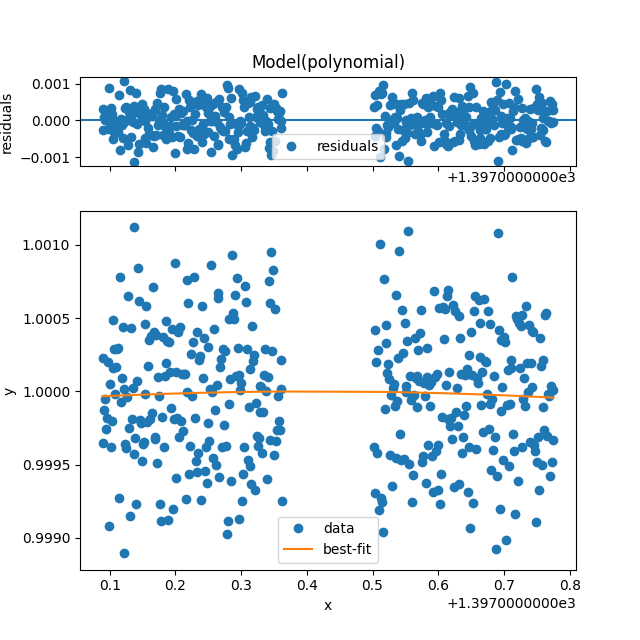 Model(polynomial)
residuals
0.001
0.000
−0.001
residuals
+1.3970000000e3
y
1.0010
1.0005
1.0000
0.9995
0.9990
data
best-fit
0.1 0.2 0.3 0.4 0.5 0.6 0.7 0.8
x
+1.3970000000e3